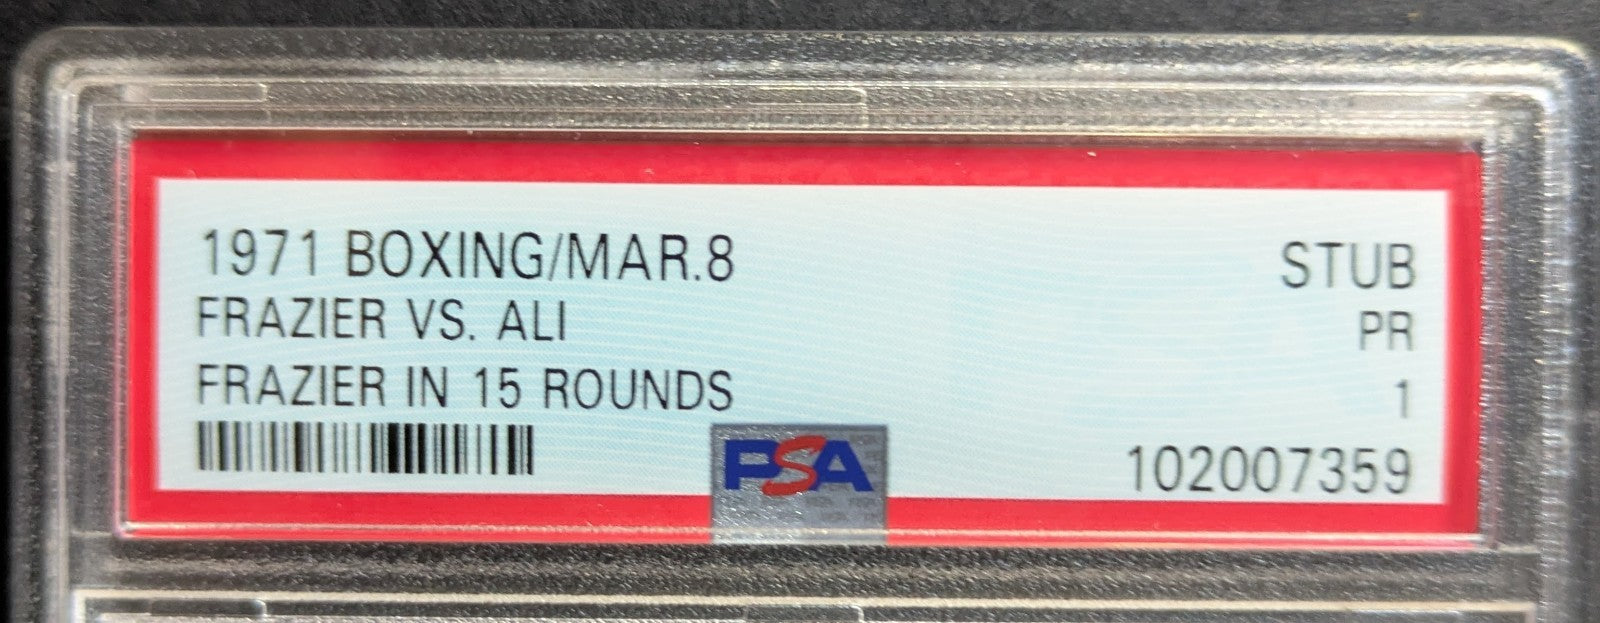 1971 BOXING/MAR.8 STUB
FRAZIER VS. ALI PR
FRAZIER IN 15 ROUNDS 1
PSA 102007359